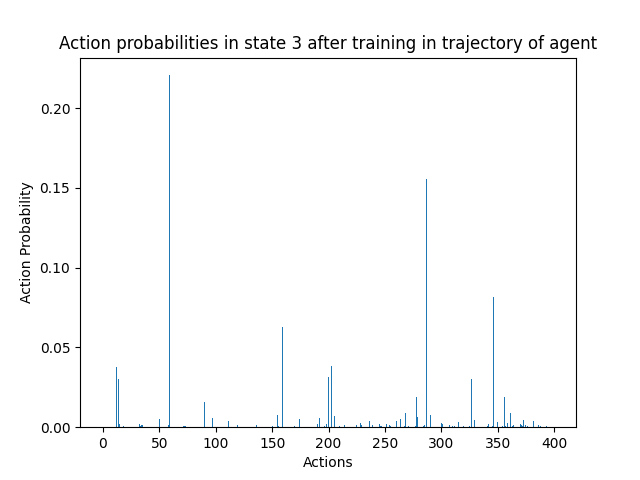 Action probabilities in state 3 after training in trajectory of agent
0.20
0.15
0.10
0.05
0.00
Action Probability
0 50 100 150 200 250 300 350 400
Actions